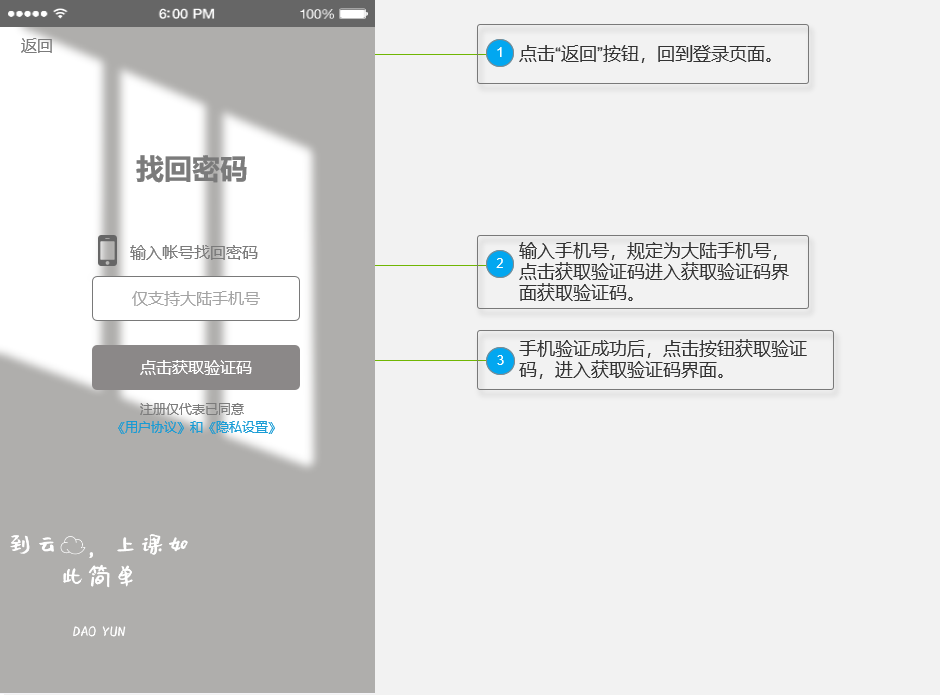 6:00 PM 100%
返回
1 点击“返回”按钮，回到登录页面。
找回密码
输入帐号找回密码
仅支持大陆手机号
2 输入手机号，规定为大陆手机号，
点击获取验证码进入获取验证码界
面获取验证码。
点击获取验证码
3 手机验证成功后，点击按钮获取验证
码，进入获取验证码界面。
注册仅代表已同意
《用户协议》和《隐私设置》
到云，上课如
此简单
DAO YUN